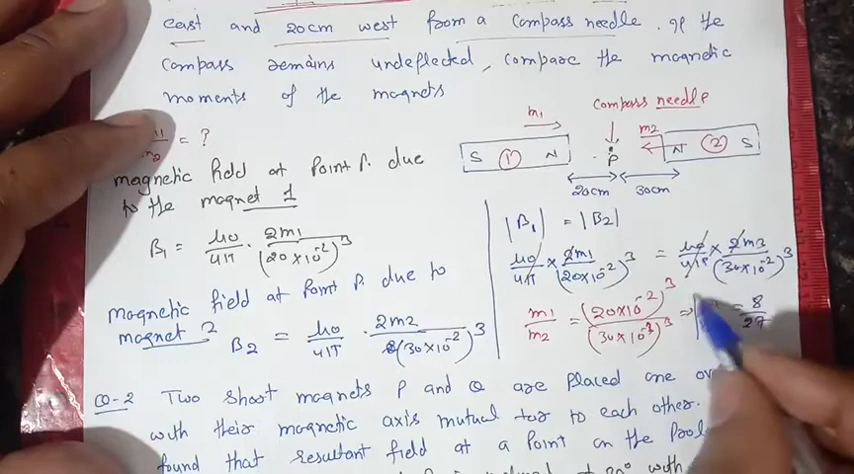 east and 20cm west from a Compass needle. If the
Compass remains undeflected, compare the magnetic
moments of the magnets
= ?
m2
magnetic field at Point P. due
to the magnet 1
B1 = μ0/4π · 2m1/(20×10^-2)^3
magnetic field at Point P. due to
magnet 2
B2 = μ0/4π · 2m2/(30×10^-2)^3
Compass needle
m1
m2
S 1 N
P
N 2 S
20cm
30cm
|B1| = |B2|
μ0/4π × 2m1/(20×10^-2)^3 = μ0/4π × 2m2/(30×10^-2)^3
m1/m2 = (20×10^-2)^3/(30×10^-2)^3 ⇒ = 8/27
Q-2 Two short magnets P and Q are placed one
with their magnetic axis mutual to each other.
found that resultant field at a Point on the
with